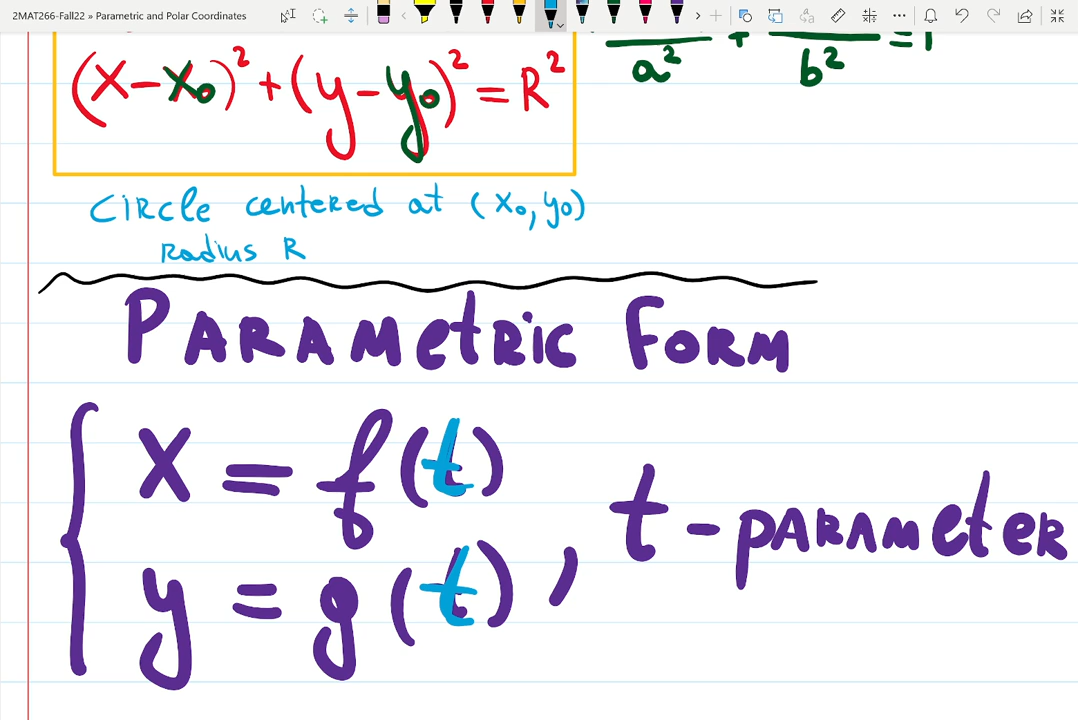 2MAT266-Fall22 » Parametric and Polar Coordinates
(x-x₀)² + (y-y₀)² = R²
a² + b² = 1
Circle centered at (x₀, y₀)
radius R
Parametric Form
x = f(t)
y = g(t), t - parameter